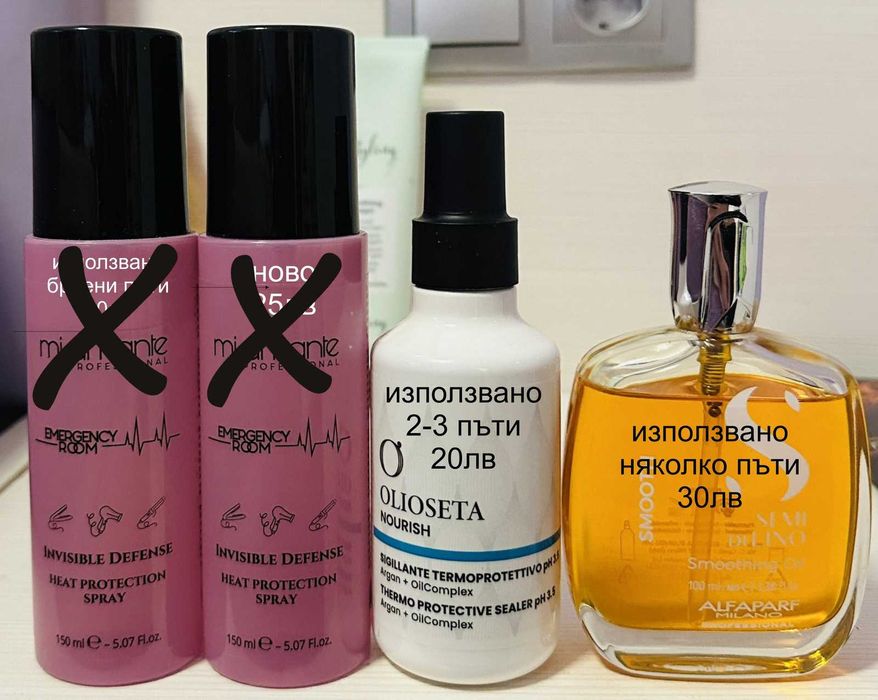 използвано
брени пъти
mi
ante
PROFESSIONAL
EMERGENCY
ROOM
INVISIBLE DEFENSE
HEAT PROTECTION
SPRAY
150 ml e – 5.07 Fl.oz.
ново
25лв
mi
ante
PROFESSIONAL
EMERGENCY
ROOM
INVISIBLE DEFENSE
HEAT PROTECTION
SPRAY
150 ml e – 5.07 Fl.oz.
използвано
2-3 пъти
20лв
OLIOSETA
NOURISH
SIGILLANTE TERMOPROTETTIVO pH 3.5
Argan + OilComplex
THERMO PROTECTIVE SEALER pH 3.5
Argan + OilComplex
използвано
няколко пъти
30лв
SMOOTH
SEMI
DI LINO
Smoothing Oil
100 ml
ALFAPARF
MILANO
PROFESSIONAL